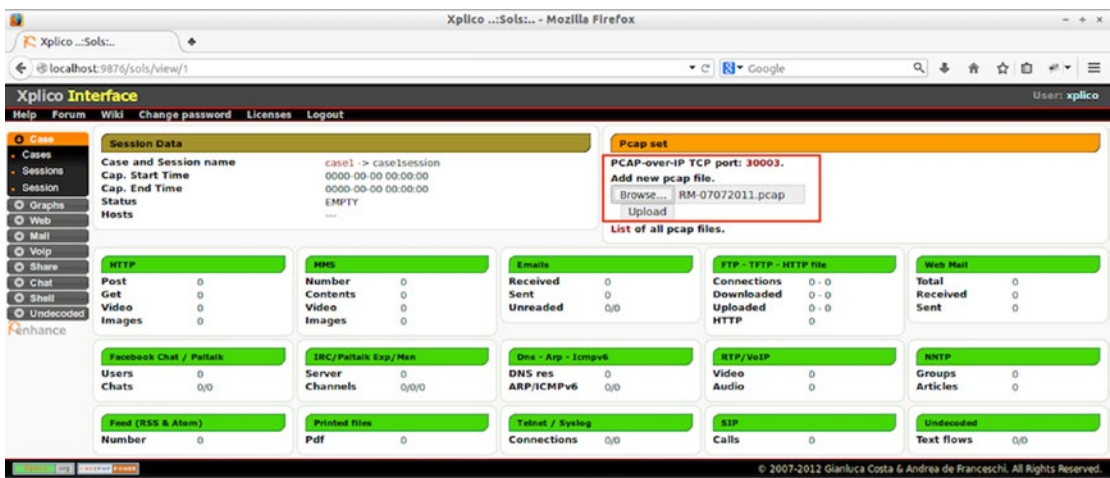 Xplico ..:Sols:.. - Mozilla Firefox
Xplico ..:Sols:..
localhost:9876/sols/view/1
Google
Xplico Interface
User: xplico
Help Forum Wiki Change password Licenses Logout
Case
Cases
Sessions
Session
Graphs
Web
Mail
Voip
Share
Chat
Shell
Undecoded
enhance
Session Data
Case and Session name case1 -> case1session
Cap. Start Time 0000-00-00 00:00:00
Cap. End Time 0000-00-00 00:00:00
Status EMPTY
Hosts ---
Pcap set
PCAP-over-IP TCP port: 30003.
Add new pcap file.
Browse... RM-07072011.pcap
Upload
List of all pcap files.
HTTP
Post 0
Get 0
Video 0
Images 0
MMS
Number 0
Contents 0
Video 0
Images 0
Emails
Received 0
Sent 0
Unreaded 0/0
FTP - TFTP - HTTP file
Connections 0 - 0
Downloaded 0 - 0
Uploaded 0 - 0
HTTP 0
Web Mail
Total 0
Received 0
Sent 0
Facebook Chat / Paltalk
Users 0
Chats 0/0
IRC/Paltalk Exp/Msn
Server 0
Channels 0/0/0
Dns - Arp - Icmpv6
DNS res 0
ARP/ICMPv6 0/0
RTP/VoIP
Video 0
Audio 0
NNTP
Groups 0
Articles 0
Feed (RSS & Atom)
Number 0
Printed files
Pdf 0
Telnet / Syslog
Connections 0/0
SIP
Calls 0
Undecoded
Text flows 0/0
© 2007-2012 Gianluca Costa & Andrea de Franceschi. All Rights Reserved.